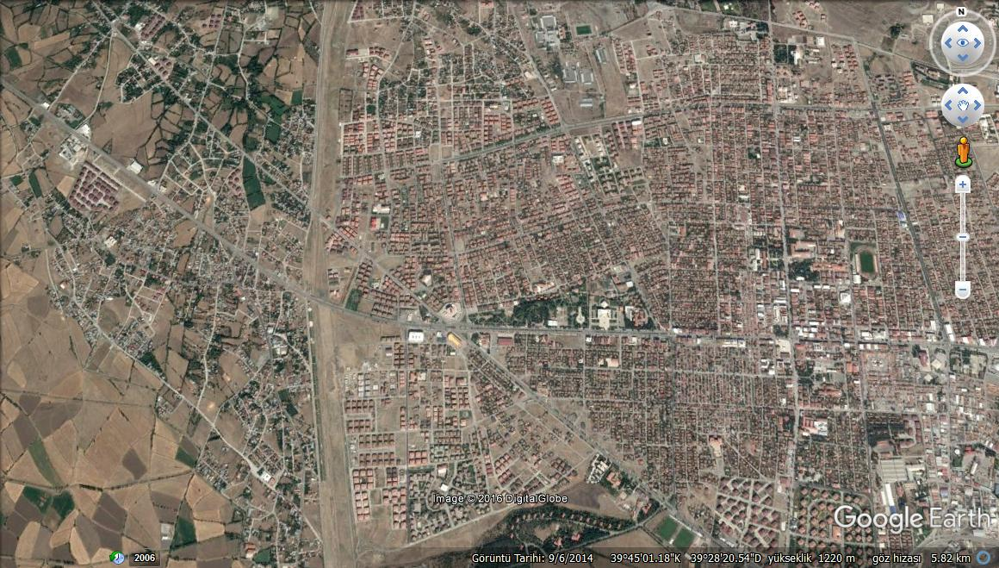 N
Image © 2016 DigitalGlobe
Google Earth
2006
Görüntü Tarihi: 9/6/2014 39°45'01.18"K 39°28'20.54"D yükseklik 1220 m göz hizası 5.82 km